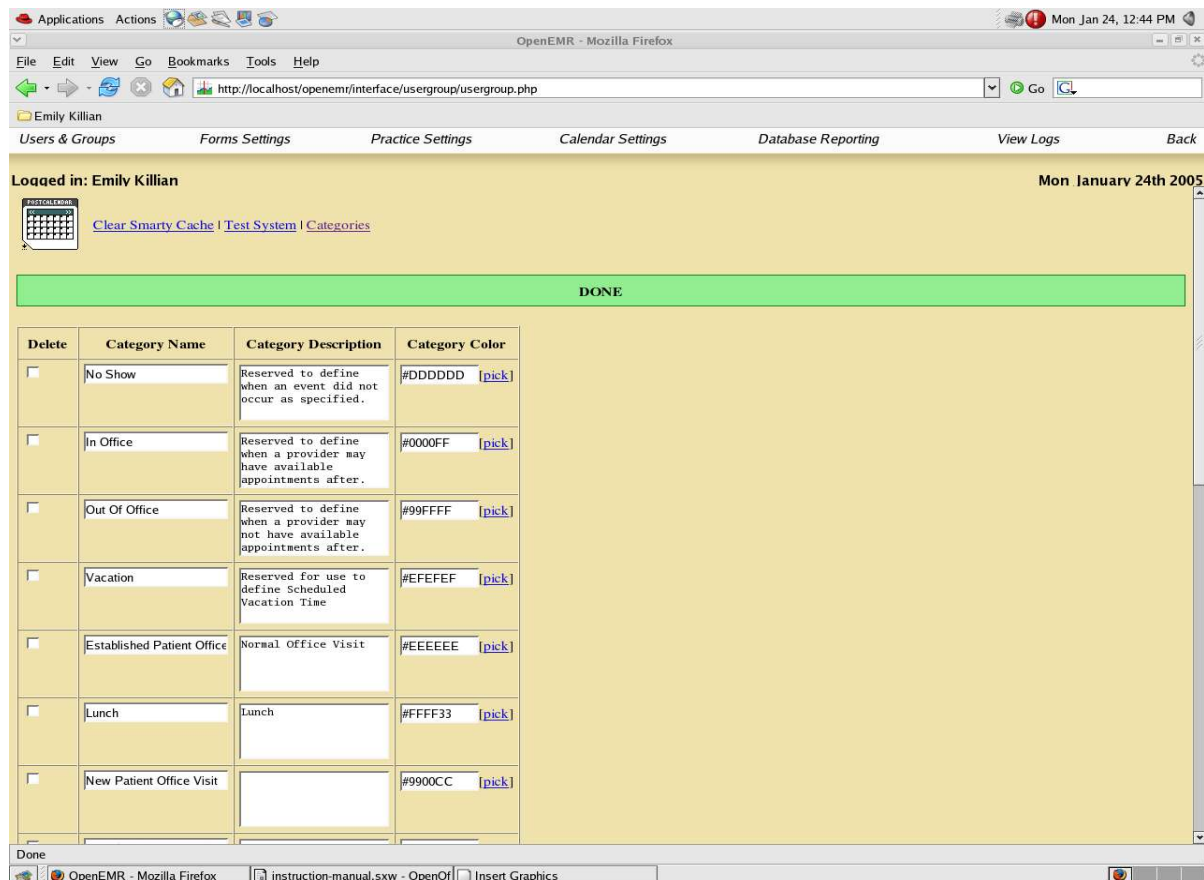 Applications Actions Mon Jan 24, 12:44 PM
OpenEMR - Mozilla Firefox
File Edit View Go Bookmarks Tools Help
http://localhost/openemr/interface/usergroup/usergroup.php Go G
Emily Killian
Users & Groups Forms Settings Practice Settings Calendar Settings Database Reporting View Logs Back
Logged in: Emily Killian Mon January 24th 2005
POSTCALENDAR
Clear Smarty Cache | Test System | Categories
DONE
Delete Category Name Category Description Category Color
No Show
Reserved to define
when an event did not
occur as specified.
#DDDDDD [pick]
In Office
Reserved to define
when a provider may
have available
appointments after.
#0000FF [pick]
Out Of Office
Reserved to define
when a provider may
not have available
appointments after.
#99FFFF [pick]
Vacation
Reserved for use to
define Scheduled
Vacation Time
#EFEFEF [pick]
Established Patient Office
Normal Office Visit
#EEEEEE [pick]
Lunch
Lunch
#FFFF33 [pick]
New Patient Office Visit
#9900CC [pick]
Done
OpenEMR - Mozilla Firefox instruction-manual.sxw - OpenOf Insert Graphics